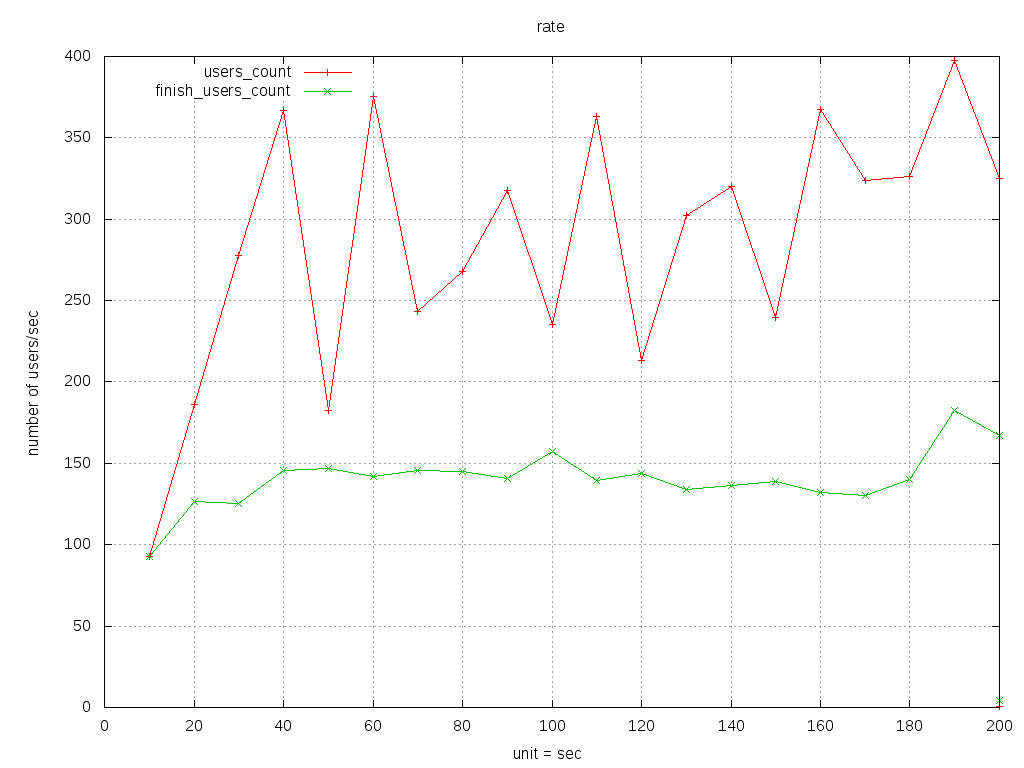 rate
users_count
finish_users_count
400
350
300
250
200
150
100
50
0
number of users/sec
0 20 40 60 80 100 120 140 160 180 200
unit = sec